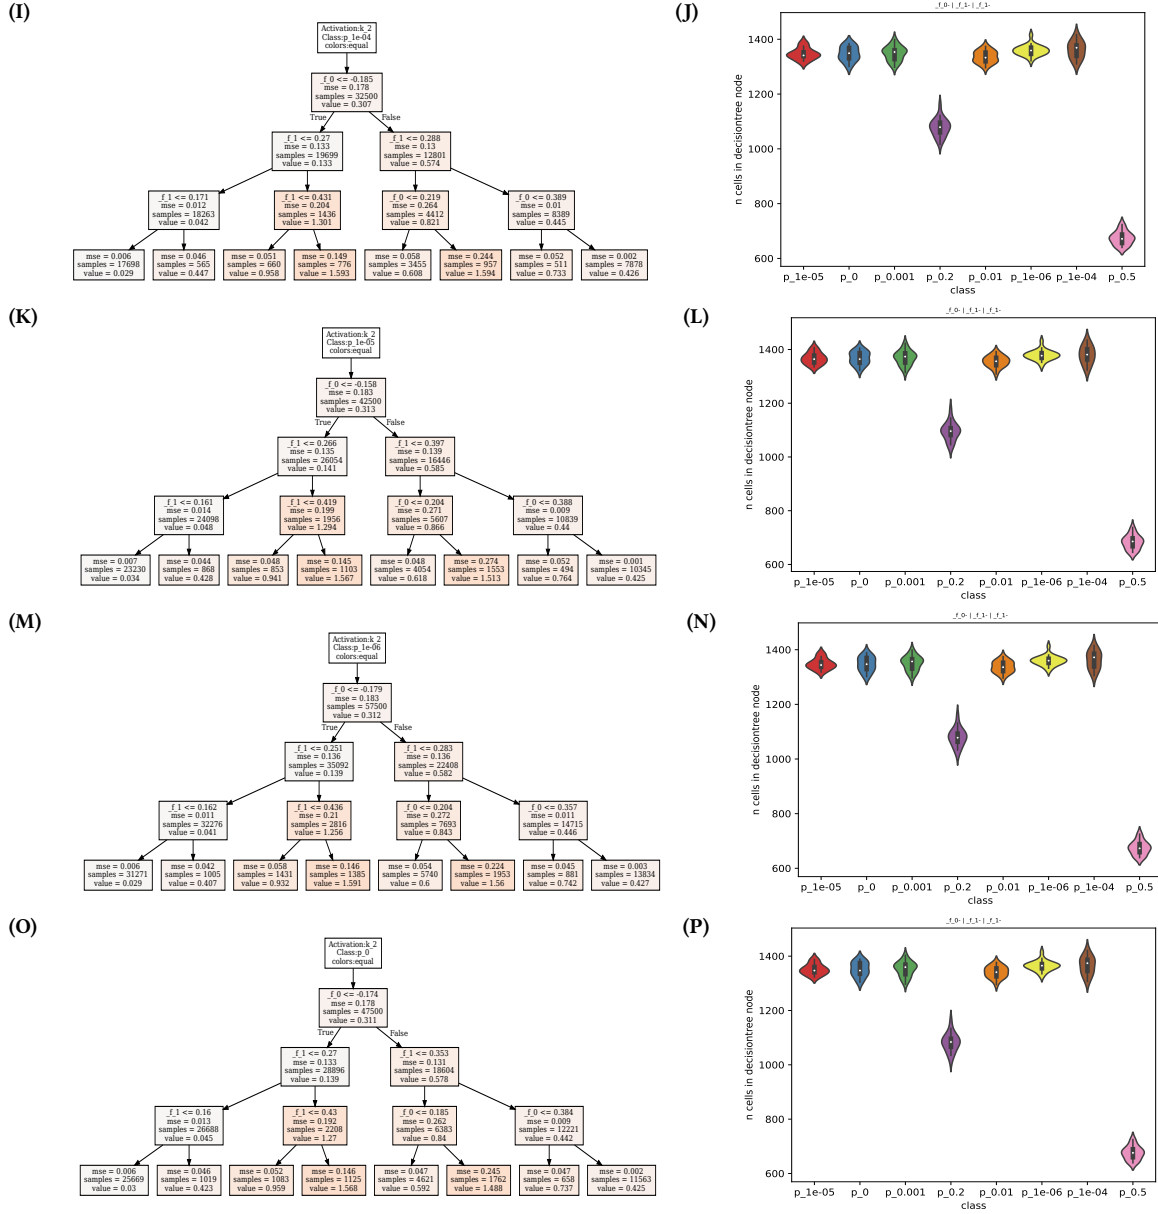 (I)
Activation:k_2
Class:p_1e-04
colors:equal
_f_0 <= -0.185
mse = 0.178
samples = 32500
value = 0.307
True
False
_f_1 <= 0.27
mse = 0.133
samples = 19699
value = 0.133
_f_1 <= 0.288
mse = 0.13
samples = 12801
value = 0.574
_f_1 <= 0.171
mse = 0.012
samples = 18263
value = 0.042
_f_1 <= 0.431
mse = 0.204
samples = 1436
value = 1.301
_f_0 <= 0.219
mse = 0.264
samples = 4412
value = 0.821
_f_0 <= 0.389
mse = 0.01
samples = 8389
value = 0.445
mse = 0.006
samples = 17698
value = 0.029
mse = 0.046
samples = 565
value = 0.447
mse = 0.051
samples = 660
value = 0.958
mse = 0.149
samples = 776
value = 1.593
mse = 0.058
samples = 3455
value = 0.608
mse = 0.244
samples = 957
value = 1.594
mse = 0.052
samples = 511
value = 0.733
mse = 0.002
samples = 7878
value = 0.426
(J)
_f_0- | _f_1- | _f_1-
n cells in decisiontree node
1400
1200
1000
800
600
p_1e-05 p_0 p_0.001 p_0.2 p_0.01 p_1e-06 p_1e-04 p_0.5
class
(K)
Activation:k_2
Class:p_1e-05
colors:equal
_f_0 <= -0.158
mse = 0.183
samples = 42500
value = 0.313
True
False
_f_1 <= 0.266
mse = 0.135
samples = 26054
value = 0.141
_f_1 <= 0.397
mse = 0.139
samples = 16446
value = 0.585
_f_1 <= 0.161
mse = 0.014
samples = 24098
value = 0.048
_f_1 <= 0.419
mse = 0.199
samples = 1956
value = 1.294
_f_0 <= 0.204
mse = 0.271
samples = 5607
value = 0.866
_f_0 <= 0.388
mse = 0.009
samples = 10839
value = 0.44
mse = 0.007
samples = 23230
value = 0.034
mse = 0.044
samples = 868
value = 0.428
mse = 0.048
samples = 853
value = 0.941
mse = 0.145
samples = 1103
value = 1.567
mse = 0.048
samples = 4054
value = 0.618
mse = 0.274
samples = 1553
value = 1.513
mse = 0.052
samples = 494
value = 0.764
mse = 0.001
samples = 10345
value = 0.425
(L)
_f_0- | _f_1- | _f_1-
n cells in decisiontree node
1400
1200
1000
800
600
p_1e-05 p_0 p_0.001 p_0.2 p_0.01 p_1e-06 p_1e-04 p_0.5
class
(M)
Activation:k_2
Class:p_1e-06
colors:equal
_f_0 <= -0.179
mse = 0.183
samples = 57500
value = 0.312
True
False
_f_1 <= 0.251
mse = 0.136
samples = 35092
value = 0.139
_f_1 <= 0.283
mse = 0.136
samples = 22408
value = 0.582
_f_1 <= 0.162
mse = 0.011
samples = 32276
value = 0.041
_f_1 <= 0.436
mse = 0.21
samples = 2816
value = 1.256
_f_0 <= 0.204
mse = 0.272
samples = 7693
value = 0.843
_f_0 <= 0.357
mse = 0.011
samples = 14715
value = 0.446
mse = 0.006
samples = 31271
value = 0.029
mse = 0.042
samples = 1005
value = 0.407
mse = 0.058
samples = 1431
value = 0.932
mse = 0.146
samples = 1385
value = 1.591
mse = 0.054
samples = 5740
value = 0.6
mse = 0.224
samples = 1953
value = 1.56
mse = 0.045
samples = 881
value = 0.742
mse = 0.003
samples = 13834
value = 0.427
(N)
_f_0- | _f_1- | _f_1-
n cells in decisiontree node
1400
1200
1000
800
600
p_1e-05 p_0 p_0.001 p_0.2 p_0.01 p_1e-06 p_1e-04 p_0.5
class
(O)
Activation:k_2
Class:p_0
colors:equal
_f_0 <= -0.174
mse = 0.178
samples = 47500
value = 0.311
True
False
_f_1 <= 0.27
mse = 0.133
samples = 28896
value = 0.139
_f_1 <= 0.353
mse = 0.131
samples = 18604
value = 0.578
_f_1 <= 0.16
mse = 0.013
samples = 26688
value = 0.045
_f_1 <= 0.43
mse = 0.192
samples = 2208
value = 1.27
_f_0 <= 0.185
mse = 0.262
samples = 6383
value = 0.84
_f_0 <= 0.384
mse = 0.009
samples = 12221
value = 0.442
mse = 0.006
samples = 25669
value = 0.03
mse = 0.046
samples = 1019
value = 0.423
mse = 0.052
samples = 1083
value = 0.959
mse = 0.146
samples = 1125
value = 1.568
mse = 0.047
samples = 4621
value = 0.592
mse = 0.245
samples = 1762
value = 1.488
mse = 0.047
samples = 658
value = 0.737
mse = 0.002
samples = 11563
value = 0.425
(P)
_f_0- | _f_1- | _f_1-
n cells in decisiontree node
1400
1200
1000
800
600
p_1e-05 p_0 p_0.001 p_0.2 p_0.01 p_1e-06 p_1e-04 p_0.5
class